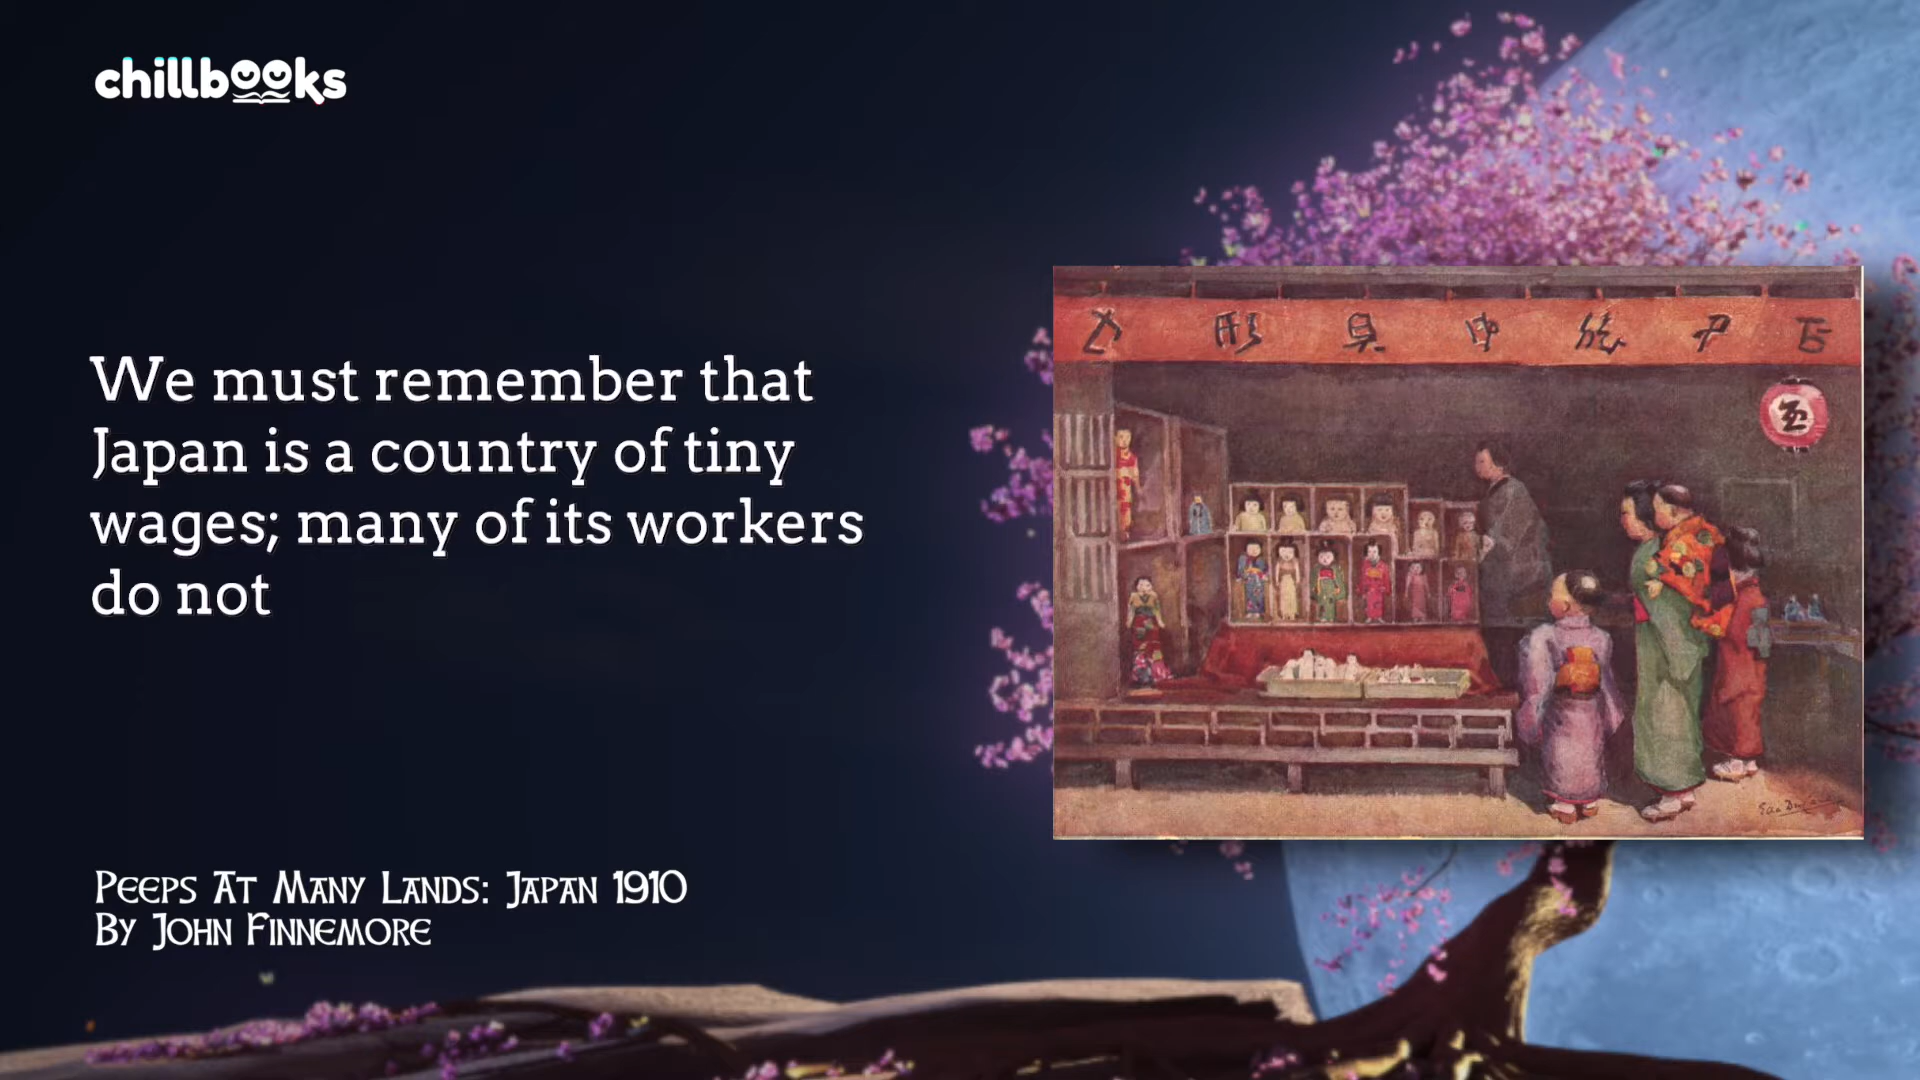 chillbooks
We must remember that
Japan is a country of tiny
wages; many of its workers
do not
Peeps At Many Lands: Japan 1910
By John Finnemore